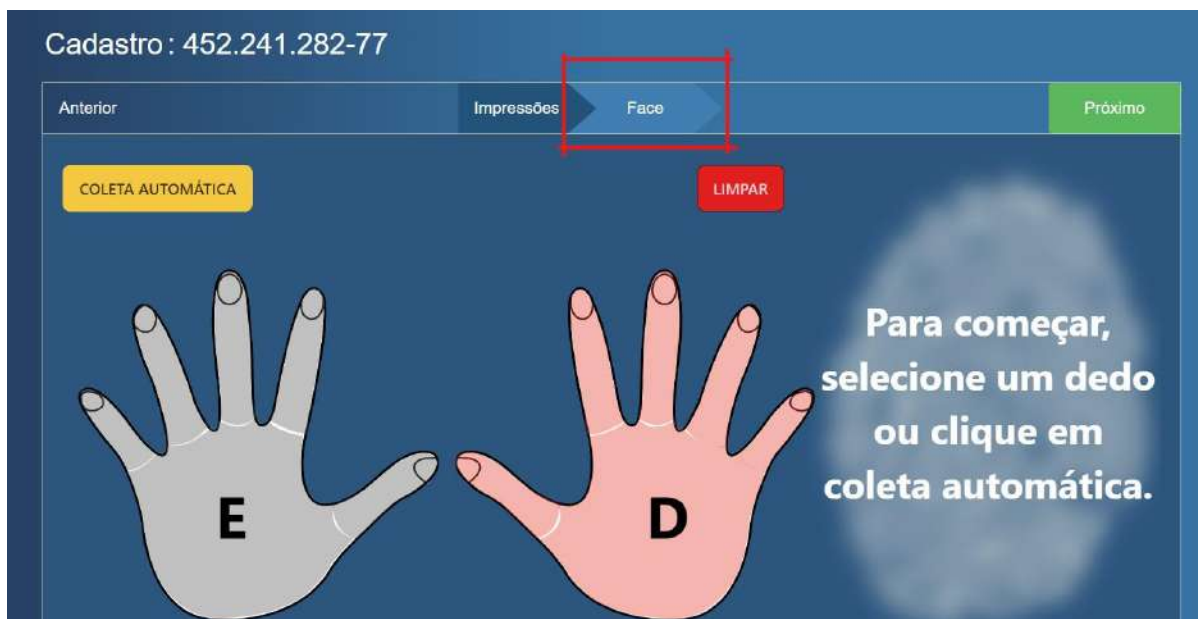 Cadastro : 452.241.282-77
Anterior
Impressões
Face
Próximo
COLETA AUTOMÁTICA
LIMPAR
Para começar,
selecione um dedo
ou clique em
coleta automática.
E
D